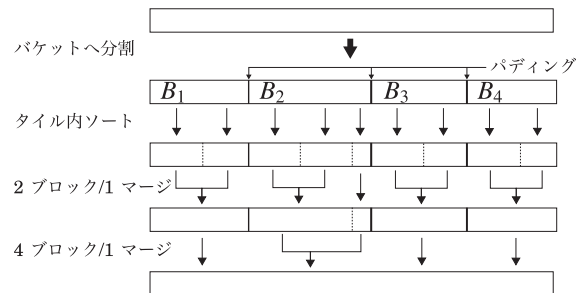 バケットへ分割
パディング
B1 B2 B3 B4
タイル内ソート
2 ブロック/1 マージ
4 ブロック/1 マージ